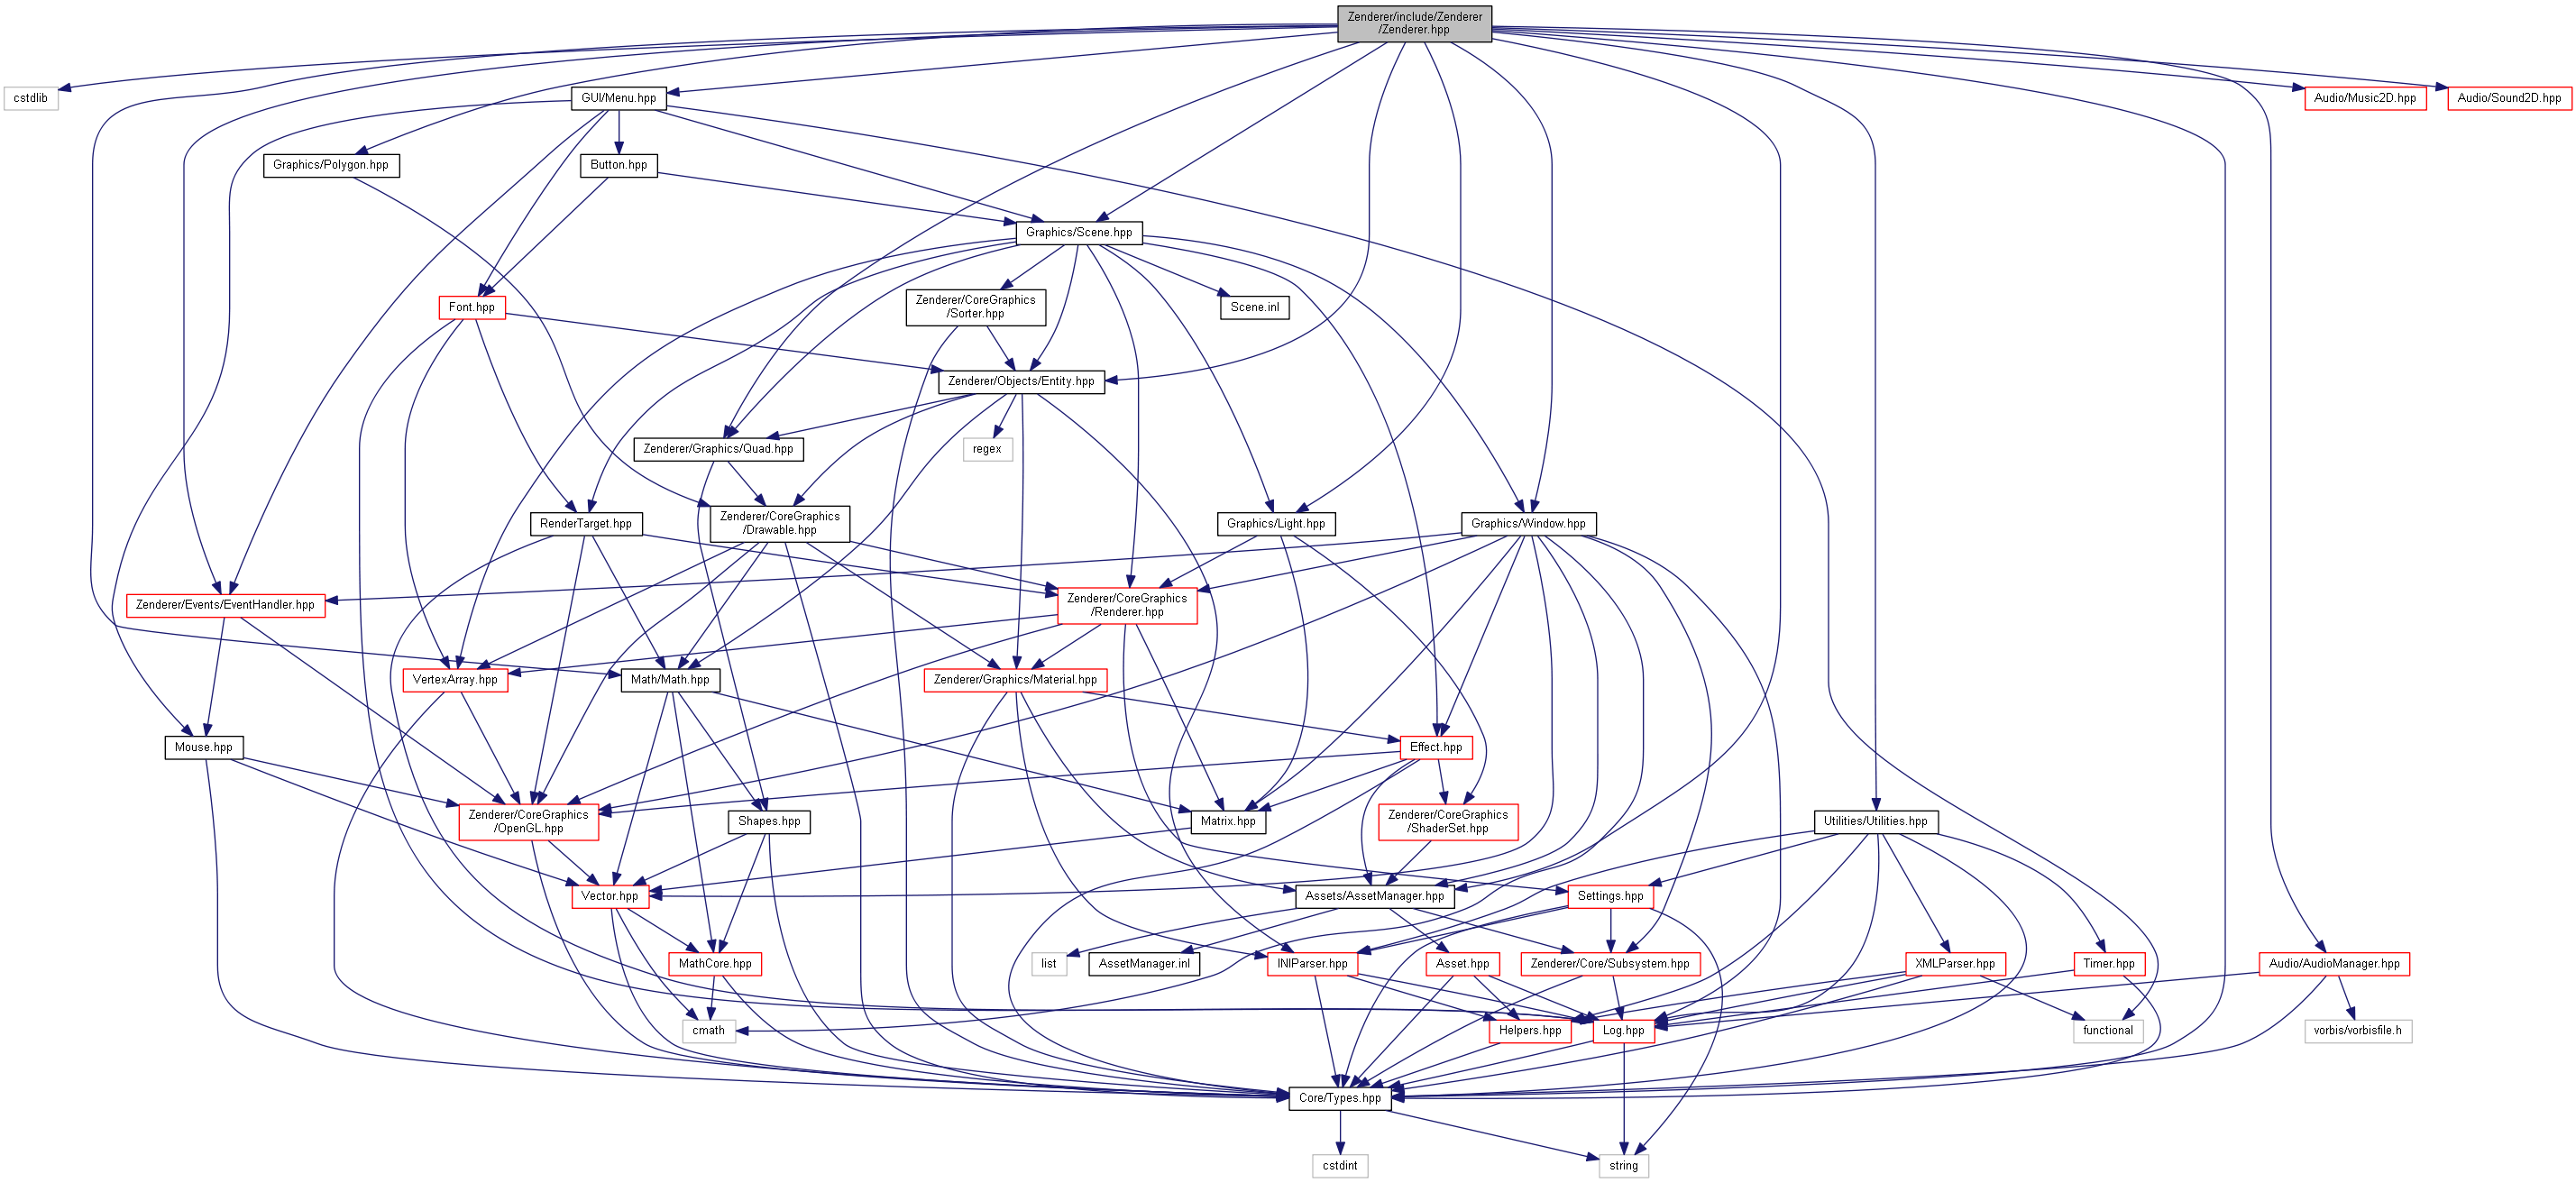 Zenderer/include/Zenderer
/Zenderer.hpp
cstdlib
GUI/Menu.hpp
Audio/Music2D.hpp
Audio/Sound2D.hpp
Graphics/Polygon.hpp
Button.hpp
Graphics/Scene.hpp
Font.hpp
Zenderer/CoreGraphics
/Sorter.hpp
Scene.inl
Zenderer/Objects/Entity.hpp
Zenderer/Graphics/Quad.hpp
regex
RenderTarget.hpp
Zenderer/CoreGraphics
/Drawable.hpp
Graphics/Light.hpp
Graphics/Window.hpp
Zenderer/Events/EventHandler.hpp
Zenderer/CoreGraphics
/Renderer.hpp
VertexArray.hpp
Math/Math.hpp
Zenderer/Graphics/Material.hpp
Mouse.hpp
Effect.hpp
Zenderer/CoreGraphics
/OpenGL.hpp
Shapes.hpp
Matrix.hpp
Zenderer/CoreGraphics
/ShaderSet.hpp
Utilities/Utilities.hpp
Vector.hpp
Assets/AssetManager.hpp
Settings.hpp
MathCore.hpp
list
AssetManager.inl
INIParser.hpp
Asset.hpp
Zenderer/Core/Subsystem.hpp
XMLParser.hpp
Timer.hpp
Audio/AudioManager.hpp
cmath
Helpers.hpp
Log.hpp
functional
vorbis/vorbisfile.h
Core/Types.hpp
cstdint
string